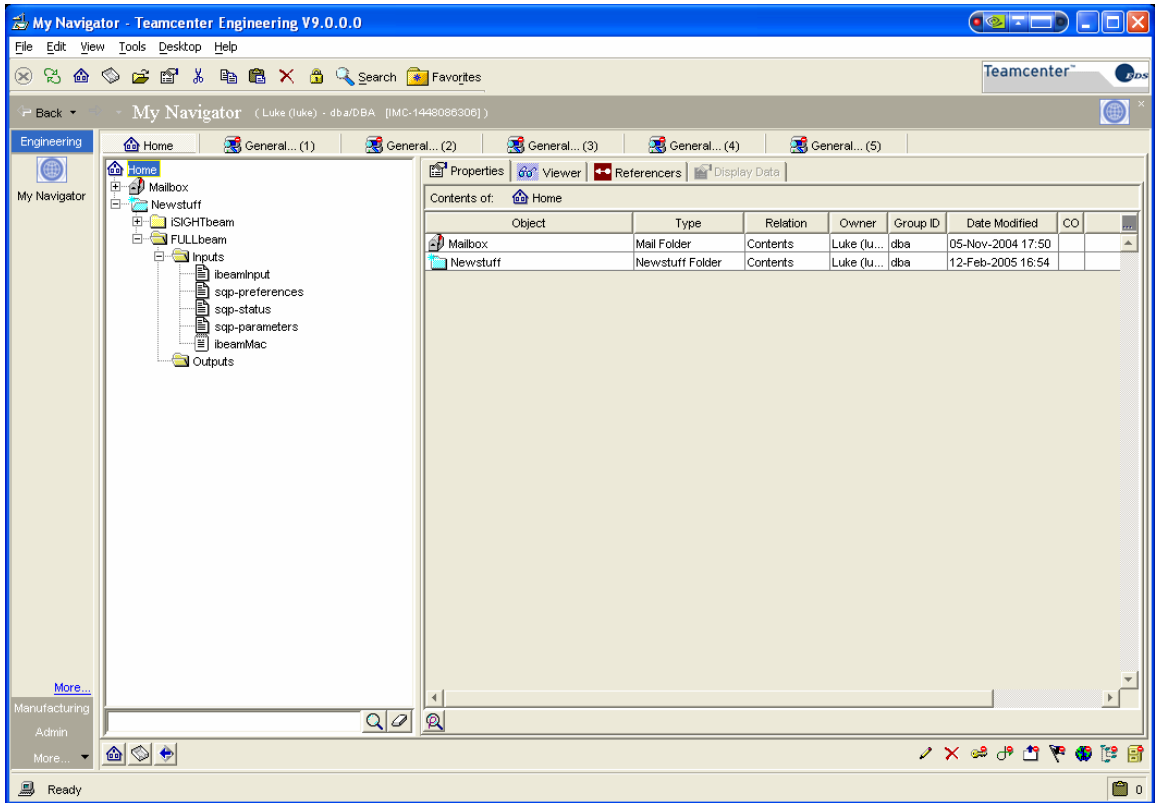 My Navigator - Teamcenter Engineering V9.0.0.0
File Edit View Tools Desktop Help
Search Favorites
Teamcenter™ EDS
Back My Navigator ( Luke (luke) - dba/DBA [IMC-1448086306] )
Engineering
My Navigator
Home General... (1) General... (2) General... (3) General... (4) General... (5)
Home
Mailbox
Newstuff
iSIGHTbeam
FULLbeam
Inputs
ibeamInput
sqp-preferences
sqp-status
sqp-parameters
ibeamMac
Outputs
Properties Viewer Referencers Display Data
Contents of: Home
Object Type Relation Owner Group ID Date Modified CO
Mailbox Mail Folder Contents Luke (lu... dba 05-Nov-2004 17:50
Newstuff Newstuff Folder Contents Luke (lu... dba 12-Feb-2005 16:54
More...
Manufacturing
Admin
More...
Ready 0